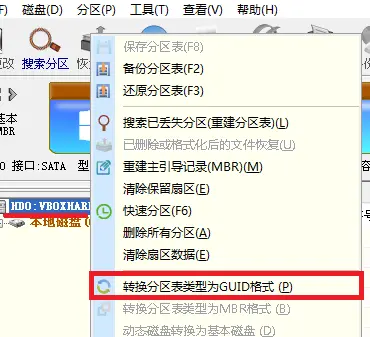 磁盘(D) 分区(P) 工具(T) 查看(V) 帮助(H)
搜索分区
保存分区表(F8)
备份分区表(F2)
还原分区表(F3)
基本
MBR
搜索已丢失分区(重建分区表)(L)
已删除或格式化后的文件恢复(U)
接口:SATA 型
重建主引导记录(MBR)(M)
清除保留扇区(E)
HD0:VBOXHAR
快速分区(F6)
本地磁盘
删除所有分区(A)
清除扇区数据(E)
转换分区表类型为GUID格式 (P)
转换分区表类型为MBR格式 (B)
动态磁盘转换为基本磁盘 (D)